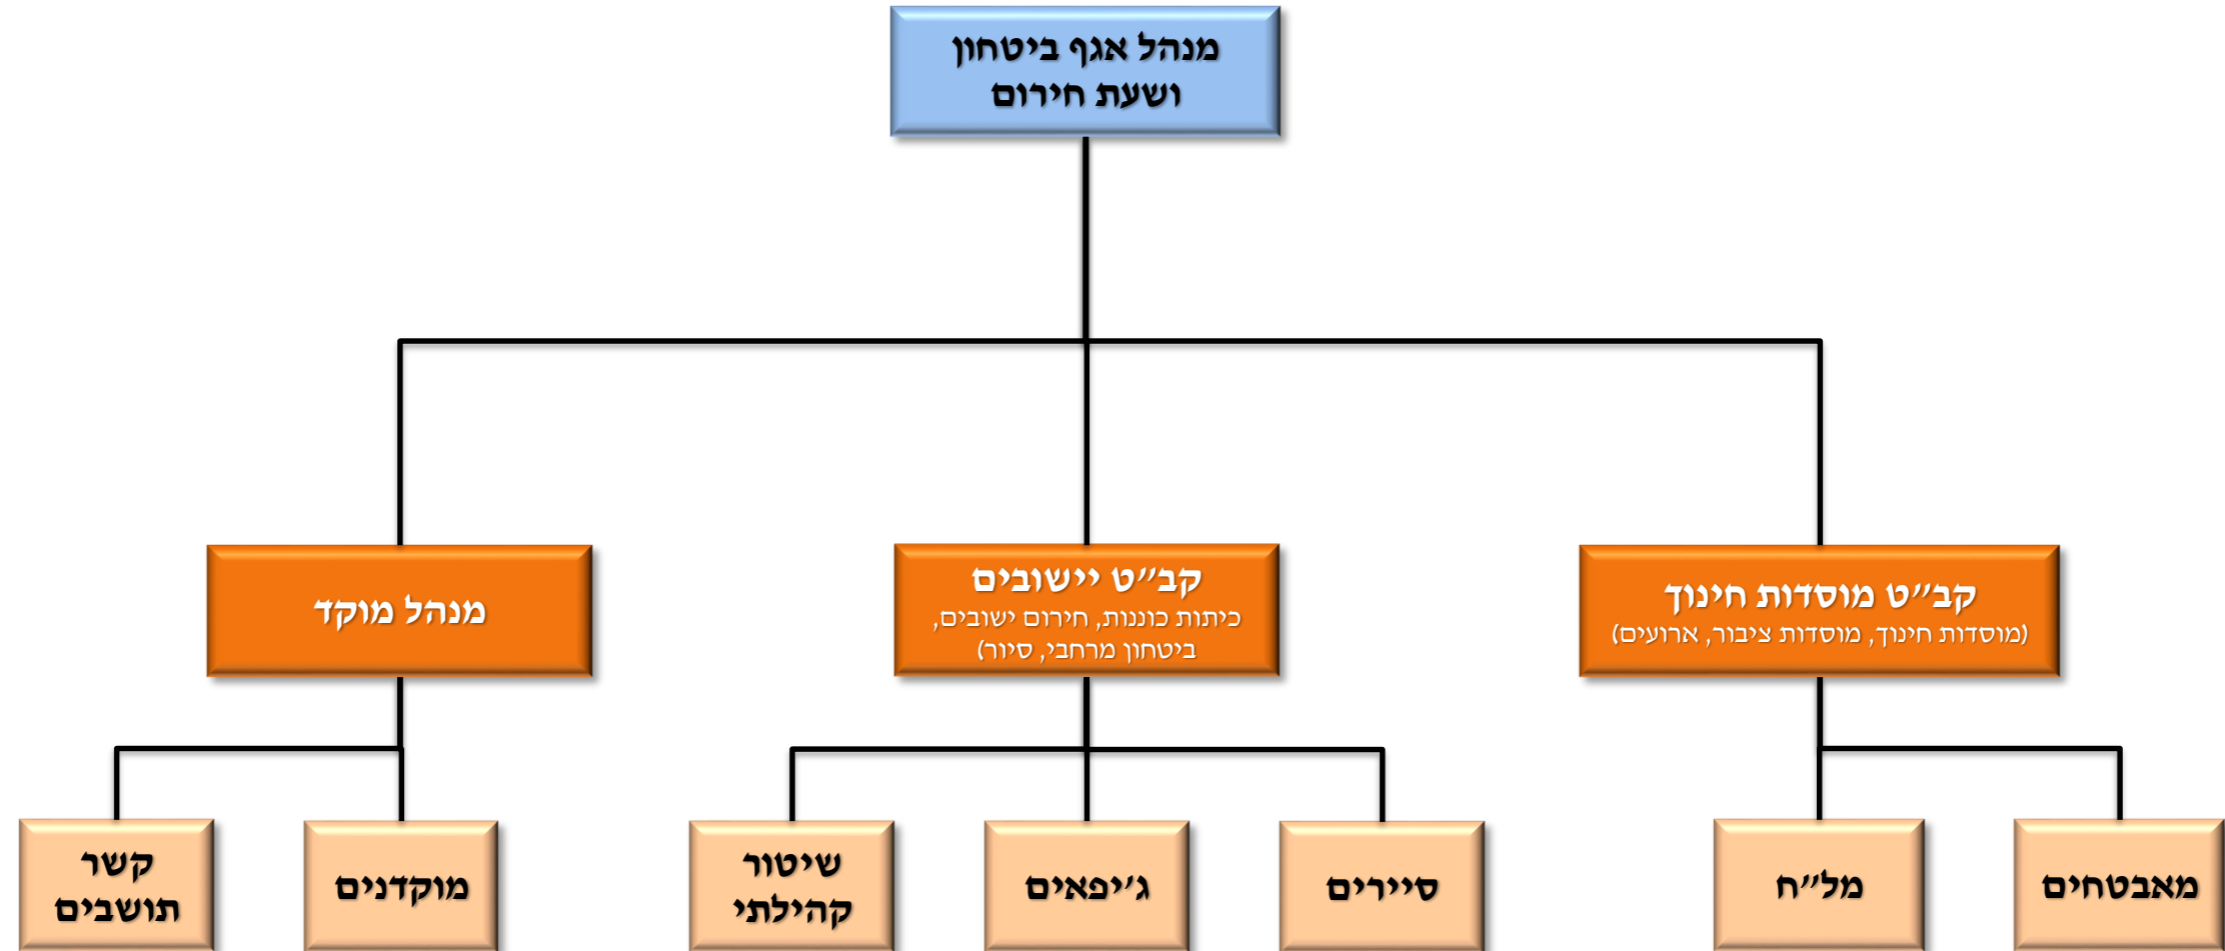 מנהל אגף ביטחון
ושעת חירום
קב״ט מוסדות חינוך
(מוסדות חינוך, מוסדות ציבור, ארועים)
קב״ט יישובים
כיתות כוננות, חירום ישובים,
ביטחון מרחבי, סיור)
מנהל מוקד
מאבטחים
מל״ח
סיירים
ג׳יפאים
שיטור
קהילתי
מוקדנים
קשר
תושבים